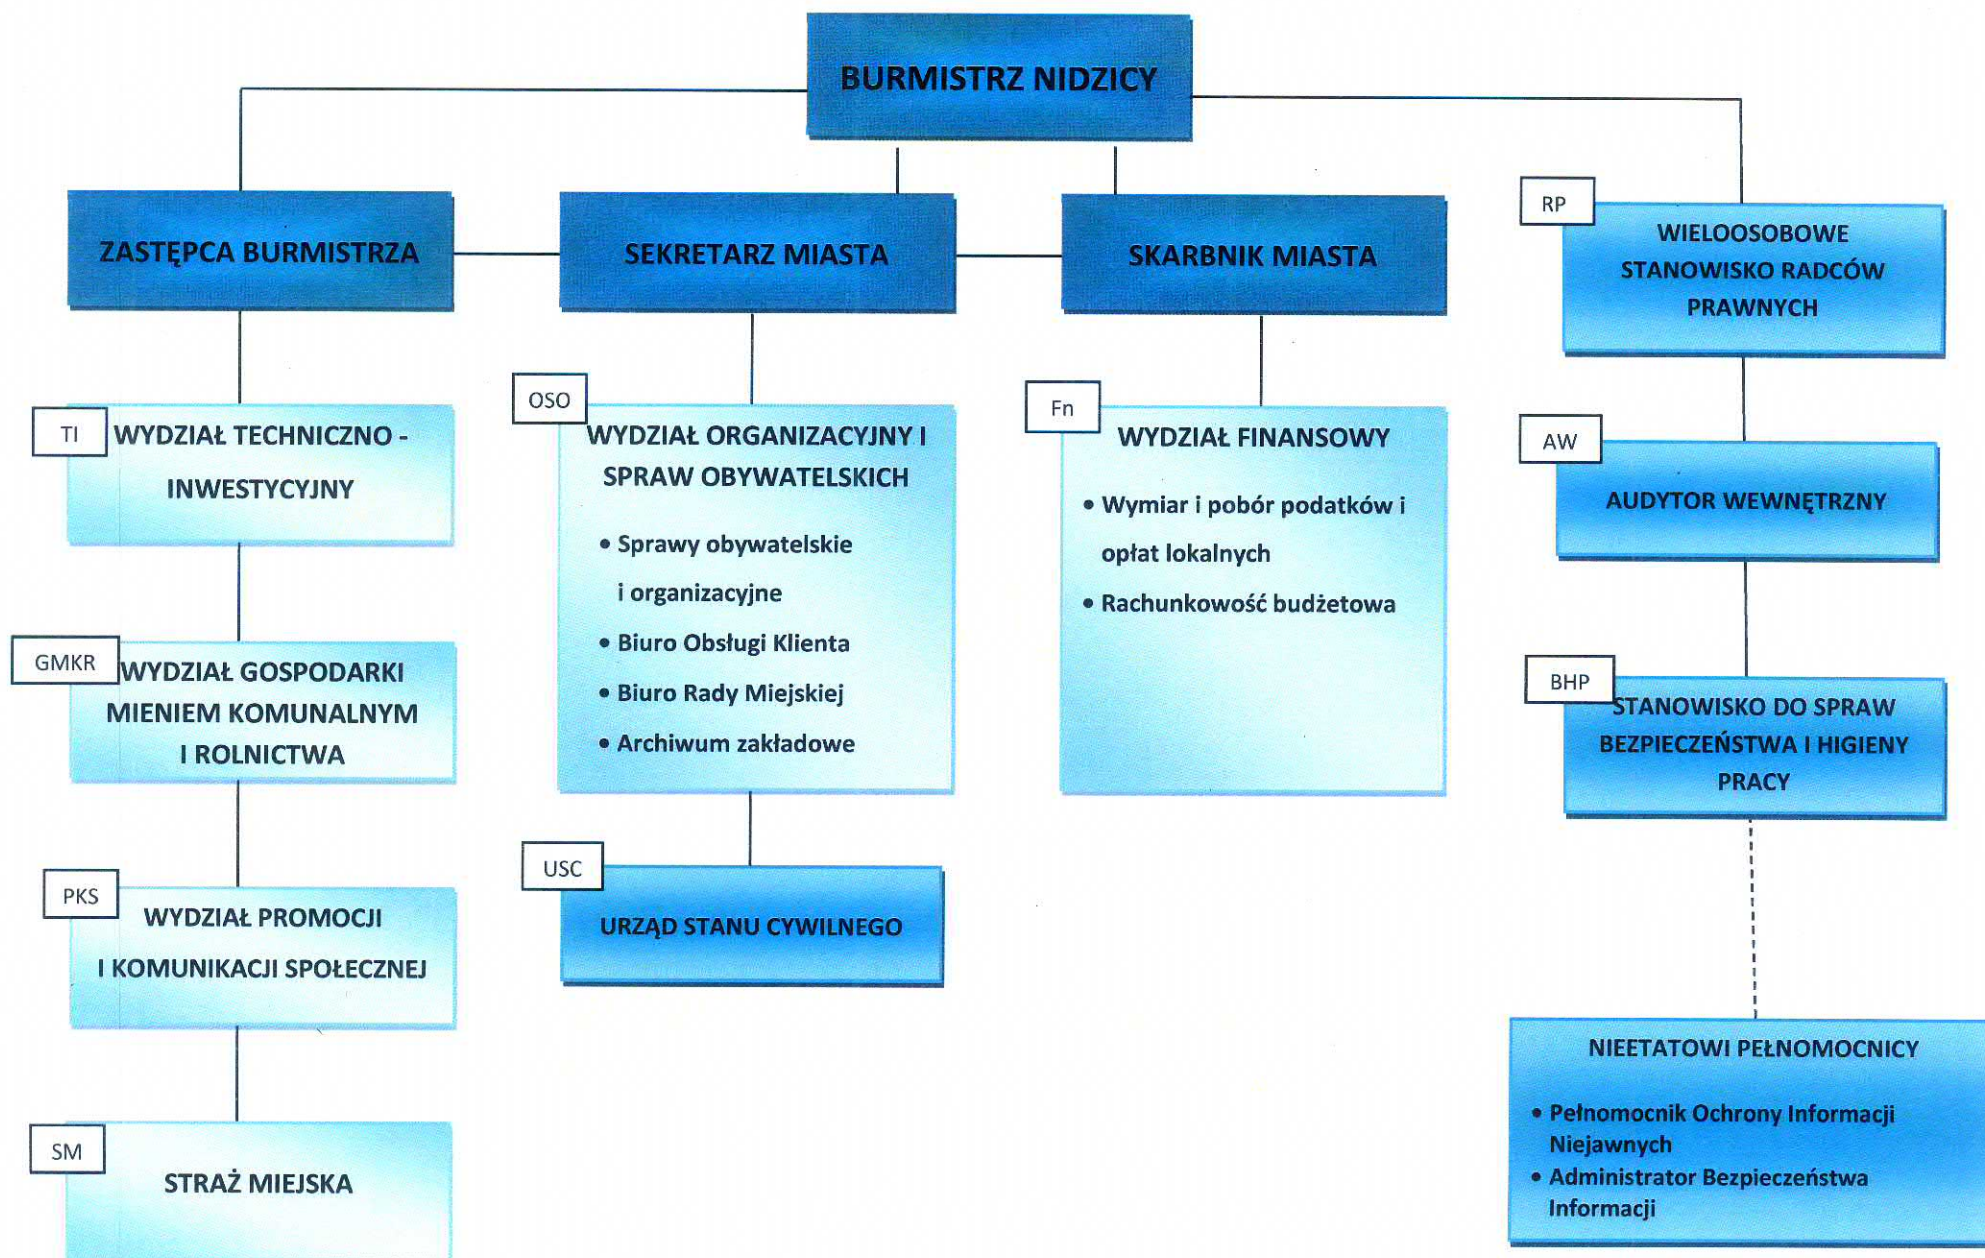 BURMISTRZ NIDZICY
ZASTĘPCA BURMISTRZA
SEKRETARZ MIASTA
SKARBNIK MIASTA
RP
WIELOOSOBOWE
STANOWISKO RADCÓW
PRAWNYCH
TI
WYDZIAŁ TECHNICZNO -
INWESTYCYJNY
GMKR
WYDZIAŁ GOSPODARKI
MIENIEM KOMUNALNYM
I ROLNICTWA
PKS
WYDZIAŁ PROMOCJI
I KOMUNIKACJI SPOŁECZNEJ
SM
STRAŻ MIEJSKA
OSO
WYDZIAŁ ORGANIZACYJNY I
SPRAW OBYWATELSKICH
• Sprawy obywatelskie
i organizacyjne
• Biuro Obsługi Klienta
• Biuro Rady Miejskiej
• Archiwum zakładowe
USC
URZĄD STANU CYWILNEGO
Fn
WYDZIAŁ FINANSOWY
• Wymiar i pobór podatków i
opłat lokalnych
• Rachunkowość budżetowa
AW
AUDYTOR WEWNĘTRZNY
BHP
STANOWISKO DO SPRAW
BEZPIECZEŃSTWA I HIGIENY
PRACY
NIEETATOWI PEŁNOMOCNICY
• Pełnomocnik Ochrony Informacji
Niejawnych
• Administrator Bezpieczeństwa
Informacji